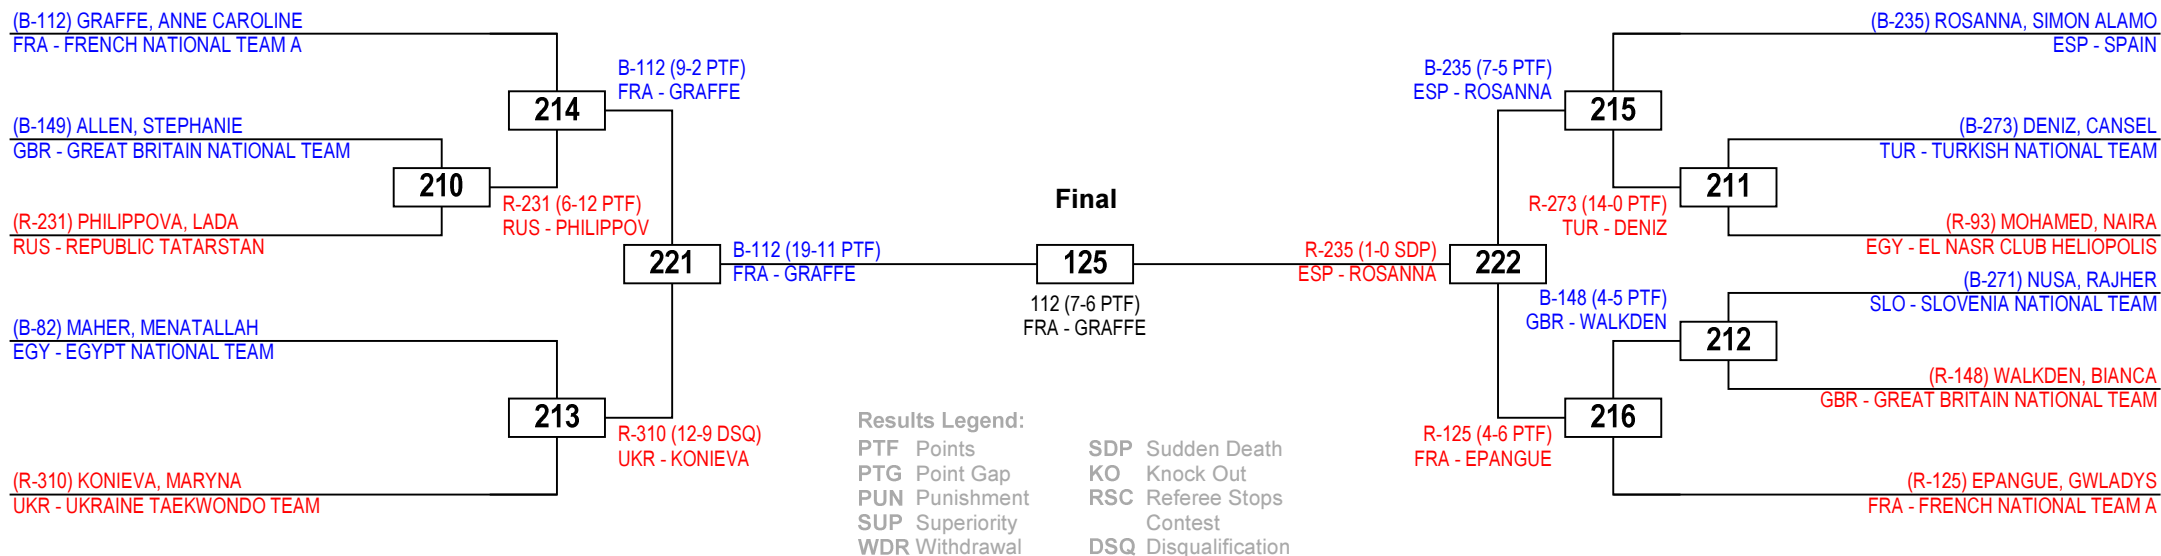 (B-112) GRAFFE, ANNE CAROLINE
FRA - FRENCH NATIONAL TEAM A
B-112 (9-2 PTF)
FRA - GRAFFE
214
(B-149) ALLEN, STEPHANIE
GBR - GREAT BRITAIN NATIONAL TEAM
210
R-231 (6-12 PTF)
RUS - PHILIPPOV
(R-231) PHILIPPOVA, LADA
RUS - REPUBLIC TATARSTAN
221
B-112 (19-11 PTF)
FRA - GRAFFE
(B-82) MAHER, MENATALLAH
EGY - EGYPT NATIONAL TEAM
213
R-310 (12-9 DSQ)
UKR - KONIEVA
(R-310) KONIEVA, MARYNA
UKR - UKRAINE TAEKWONDO TEAM
Final
125
112 (7-6 PTF)
FRA - GRAFFE
(B-235) ROSANNA, SIMON ALAMO
ESP - SPAIN
B-235 (7-5 PTF)
ESP - ROSANNA
215
(B-273) DENIZ, CANSEL
TUR - TURKISH NATIONAL TEAM
211
R-273 (14-0 PTF)
TUR - DENIZ
(R-93) MOHAMED, NAIRA
EGY - EL NASR CLUB HELIOPOLIS
R-235 (1-0 SDP)
ESP - ROSANNA
222
(B-271) NUSA, RAJHER
SLO - SLOVENIA NATIONAL TEAM
B-148 (4-5 PTF)
GBR - WALKDEN
212
(R-148) WALKDEN, BIANCA
GBR - GREAT BRITAIN NATIONAL TEAM
216
R-125 (4-6 PTF)
FRA - EPANGUE
(R-125) EPANGUE, GWLADYS
FRA - FRENCH NATIONAL TEAM A
Results Legend:
PTF Points
PTG Point Gap
PUN Punishment
SUP Superiority
WDR Withdrawal
SDP Sudden Death
KO Knock Out
RSC Referee Stops
Contest
DSQ Disqualification